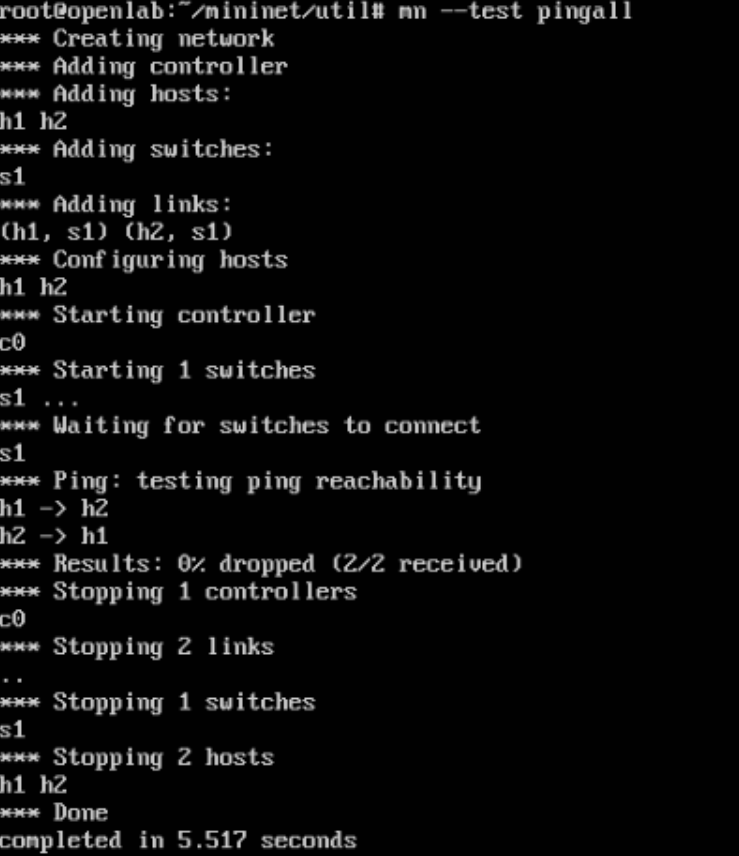 root@openlab:~/mininet/util# mn --test pingall
*** Creating network
*** Adding controller
*** Adding hosts:
h1 h2
*** Adding switches:
s1
*** Adding links:
(h1, s1) (h2, s1)
*** Configuring hosts
h1 h2
*** Starting controller
c0
*** Starting 1 switches
s1 ...
*** Waiting for switches to connect
s1
*** Ping: testing ping reachability
h1 -> h2
h2 -> h1
*** Results: 0% dropped (2/2 received)
*** Stopping 1 controllers
c0
*** Stopping 2 links
..
*** Stopping 1 switches
s1
*** Stopping 2 hosts
h1 h2
*** Done
completed in 5.517 seconds